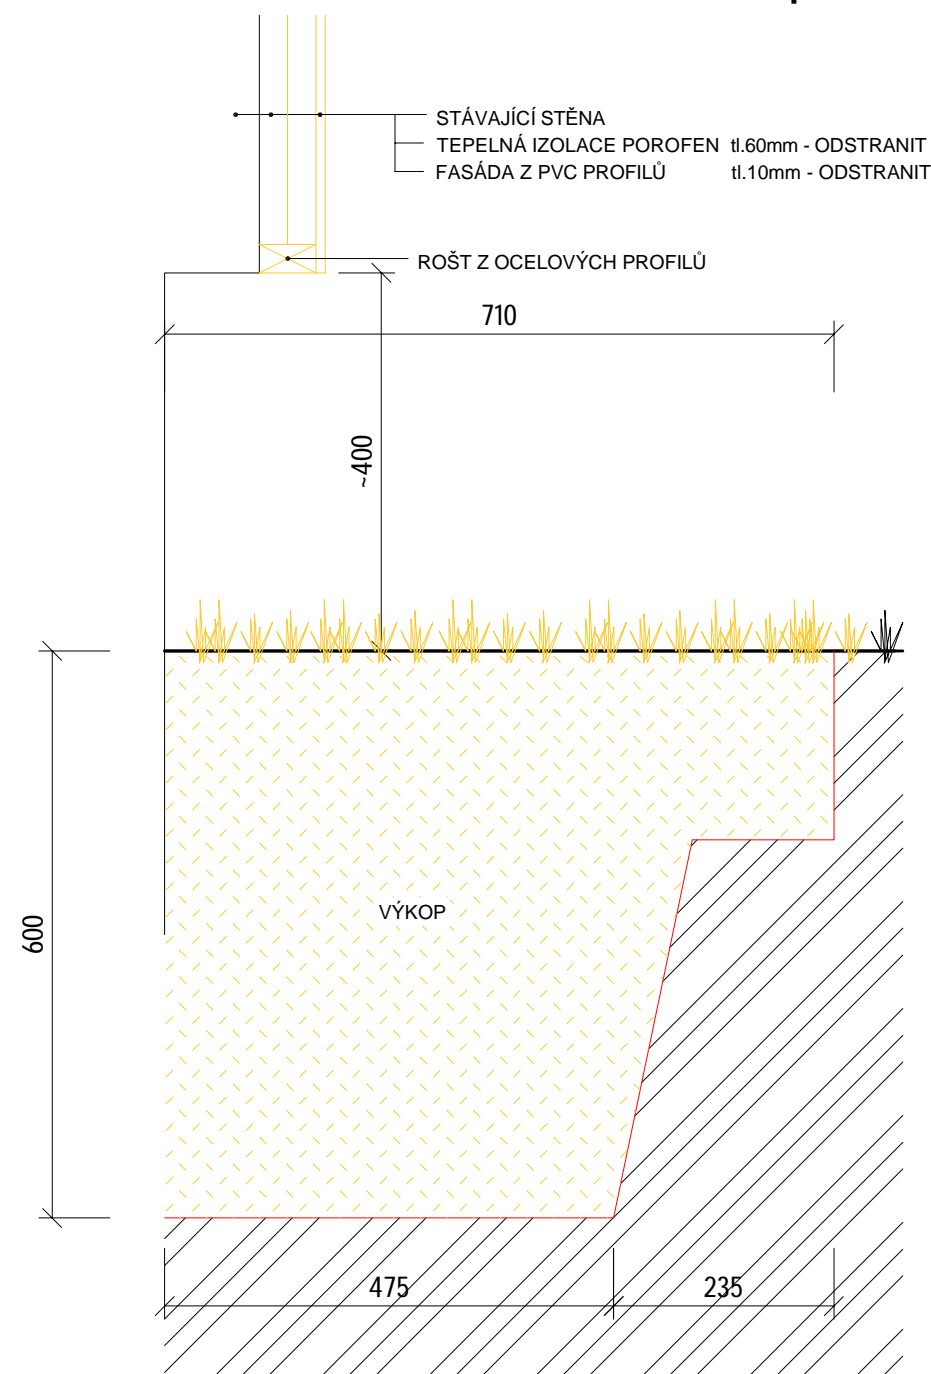 STÁVAJÍCÍ STĚNA
TEPELNÁ IZOLACE POROFEN tl.60mm - ODSTRANIT
FASÁDA Z PVC PROFILŮ tl.10mm - ODSTRANIT
ROŠT Z OCELOVÝCH PROFILŮ
710
~400
VÝKOP
600
475
235